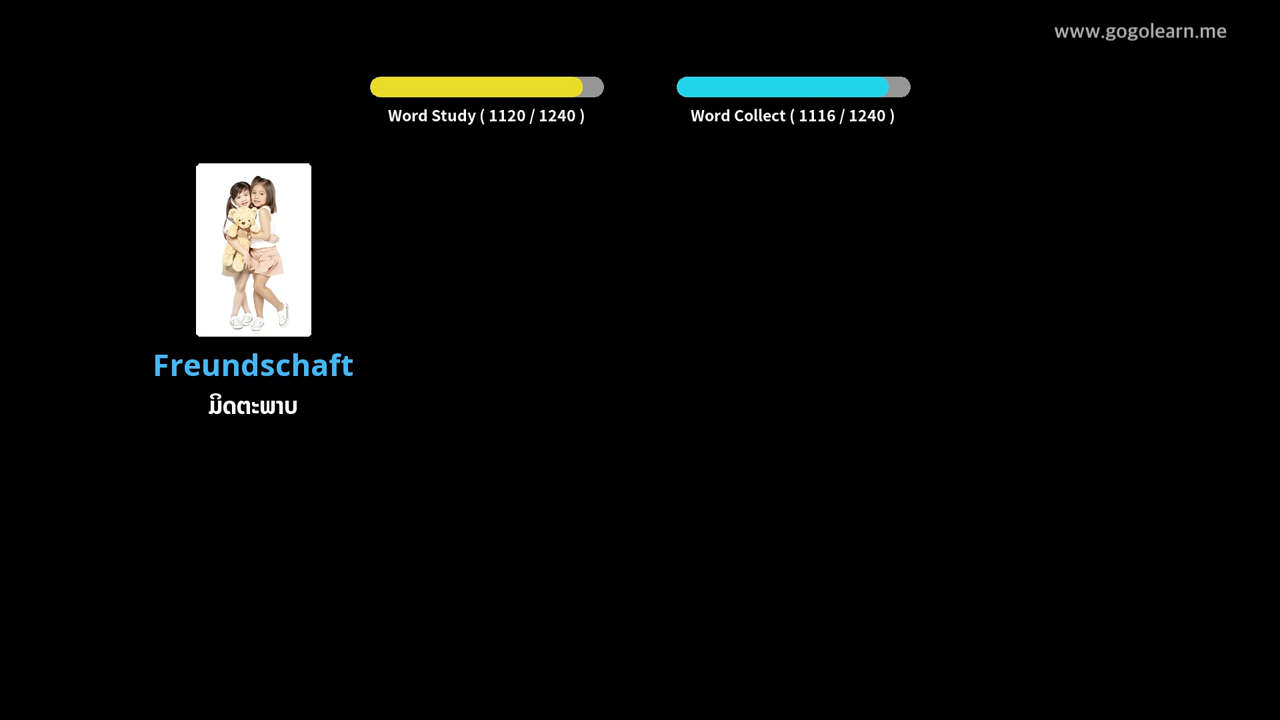 www.gogolearn.me
Word Study ( 1120 / 1240 )
Word Collect ( 1116 / 1240 )
Freundschaft
ມິດຕະພາບ